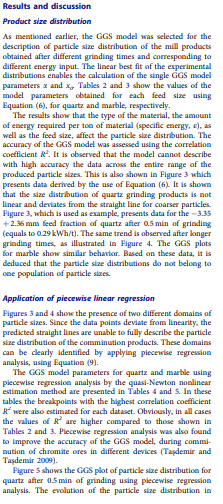 Results and discussion
Product size distribution
As mentioned earlier, the GGS model was selected for the
description of particle size distribution of the mill products
obtained after different grinding times and corresponding to
different energy input. The linear best fit of the experimental
distributions enables the calculation of the single GGS model
parameters α and x₀. Tables 2 and 3 show the values of the
model parameters obtained for each feed size using
Equation (6), for quartz and marble, respectively.
The results show that the type of the material, the amount
of energy required per ton of material (specific energy, ε), as
well as the feed size, affect the particle size distribution. The
accuracy of the GGS model was assessed using the correlation
coefficient R². It is observed that the model cannot describe
with high accuracy the data across the entire range of the
produced particle sizes. This is also shown in Figure 3 which
presents data derived by the use of Equation (6). It is shown
that the size distribution of quartz grinding products is not
linear and deviates from the straight line for coarser particles.
Figure 3, which is used as example, presents data for the −3.35
+ 2.36 mm feed fraction of quartz after 0.5 min of grinding
(equals to 0.29 kWh/t). The same trend is observed after longer
grinding times, as illustrated in Figure 4. The GGS plots
for marble show similar behavior. Based on these data, it is
deduced that the particle size distributions do not belong to
one population of particle sizes.
Application of piecewise linear regression
Figures 3 and 4 show the presence of two different domains of
particle sizes. Since the data points deviate from linearity, the
predicted straight lines are unable to fully describe the particle
size distribution of the comminution products. These domains
can be clearly identified by applying piecewise regression
analysis, using Equation (9).
The GGS model parameters for quartz and marble using
piecewise regression analysis by the quasi-Newton nonlinear
estimation method are presented in Tables 4 and 5. In these
tables the breakpoints with the highest correlation coefficient
R² were also estimated for each dataset. Obviously, in all cases
the values of R² are higher compared to those shown in
Tables 2 and 3. Piecewise regression analysis was also found
to improve the accuracy of the GGS model, during commi-
nution of chromite ores in different devices (Taşdemir and
Taşdemir 2009).
Figure 5 shows the GGS plot of particle size distribution for
quartz after 0.5 min of grinding using piecewise regression
analysis. The evolution of the particle size distribution in